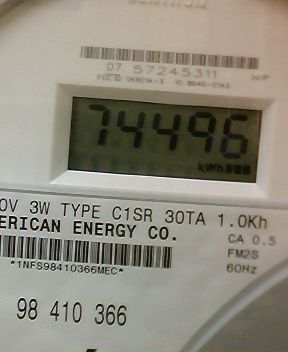 07 57245311
74496
kWh
0V 3W TYPE C1SR 30TA 1.0Kh
ERICAN ENERGY CO.
CA 0.5
FM2S
60Hz
*1NFS98410366MEC*
98 410 366